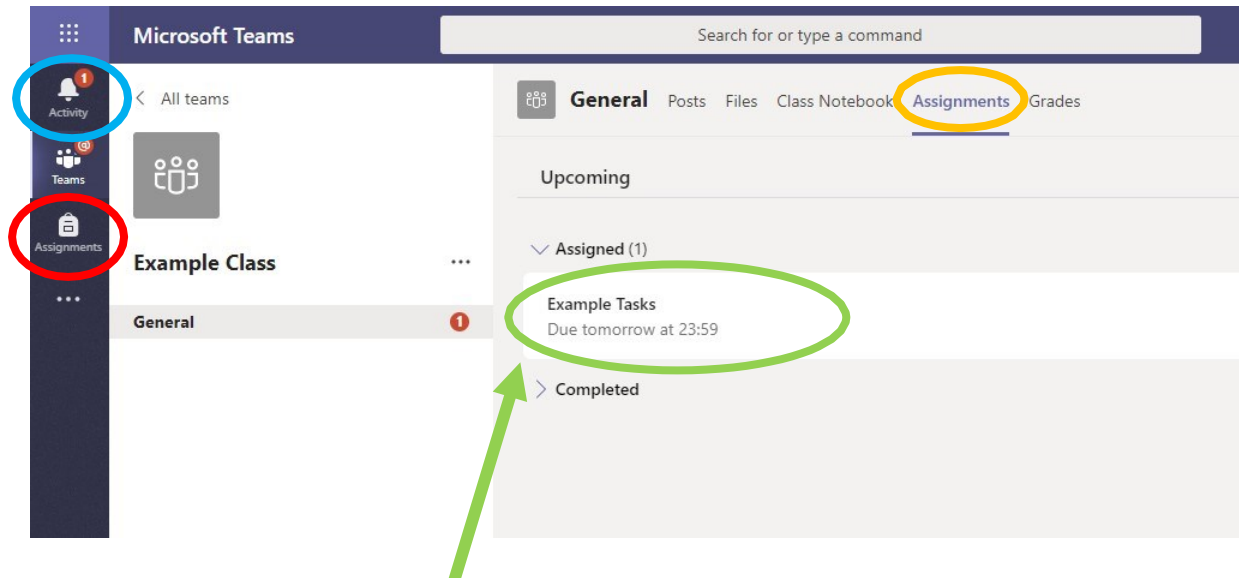 Microsoft Teams
Search for or type a command
1
Activity
@
Teams
Assignments
All teams
Example Class
General
1
General Posts Files Class Notebook Assignments Grades
Upcoming
Assigned (1)
Example Tasks
Due tomorrow at 23:59
Completed